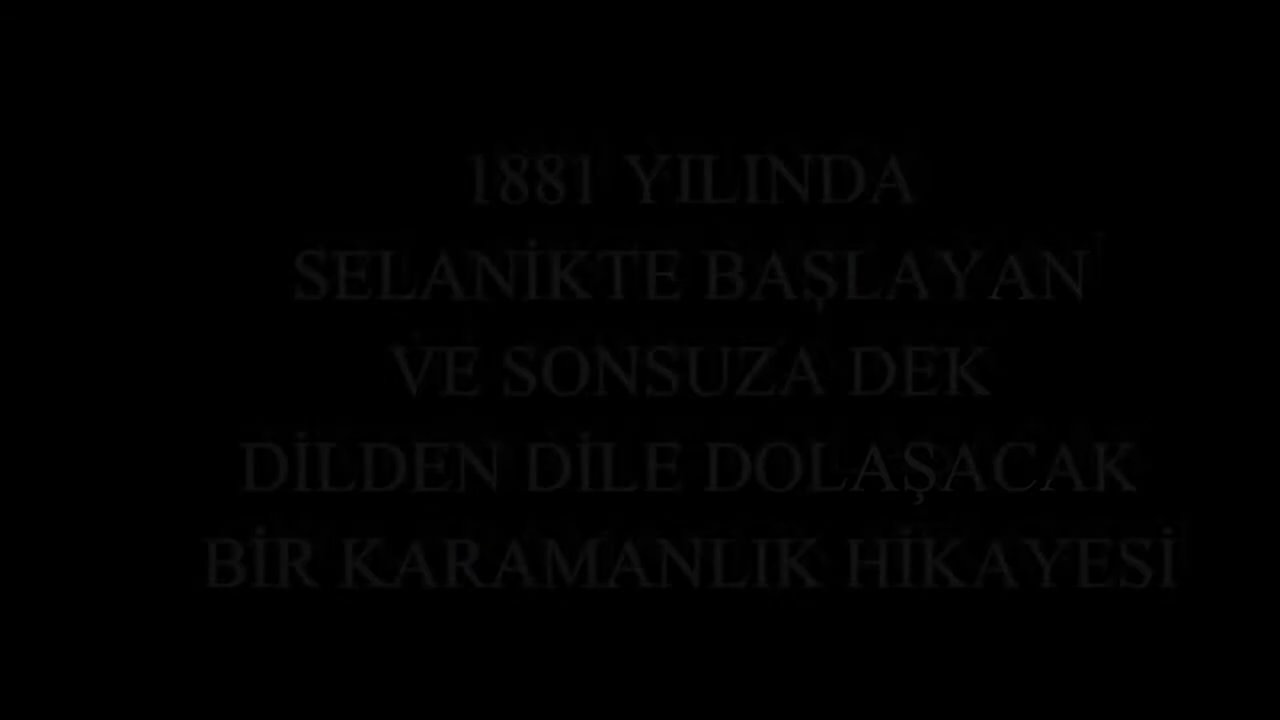 1881 YILINDA
SELANİKTE BAŞLAYAN
VE SONSUZA DEK
DİLDEN DİLE DOLAŞACAK
BİR KARAMANLIK HİKAYESİ